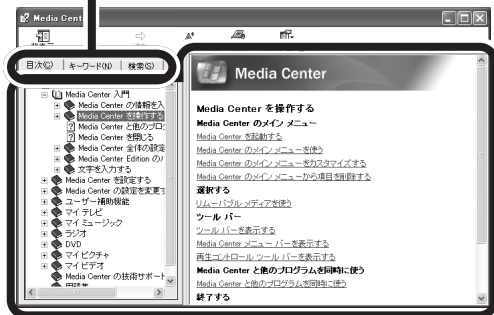 Media Cent
目次(C)
キーワード(N)
検索(S)
Media Center 入門
Media Center の情報を入
Media Center を操作する
Media Center と他のプロ
Media Center を閉じる
Media Center 全体の設定
Media Center Edition の
文字を入力する
Media Center を設定する
Media Center の設定を変更
ユーザー補助機能
マイ テレビ
マイ ミュージック
ラジオ
DVD
マイ ピクチャ
マイ ビデオ
Media Center の技術サポート
Media Center
Media Center を操作する
Media Center のメイン メニュー
Media Center を起動する
Media Center のメイン メニューを使う
Media Center のメイン メニューをカスタマイズする
Media Center のメイン メニューから項目を削除する
選択する
リムーバブル メディアを使う
ツール バー
ツール バーを表示する
Media Center メニュー バーを表示する
再生コントロール ツール バーを表示する
Media Center と他のプログラムを同時に使う
Media Center と他のプログラムを同時に使う
終了する